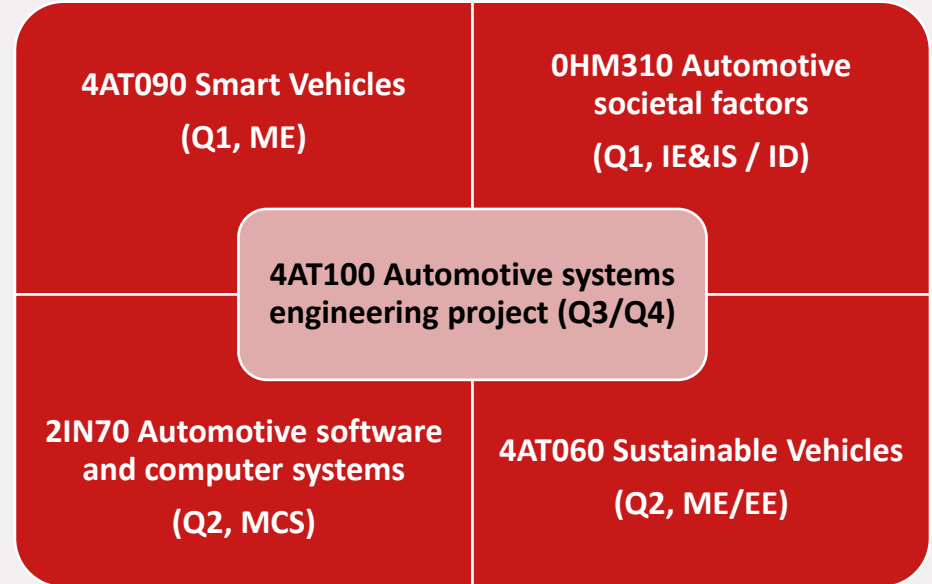 4AT090 Smart Vehicles
(Q1, ME)
0HM310 Automotive
societal factors
(Q1, IE&IS / ID)
4AT100 Automotive systems
engineering project (Q3/Q4)
2IN70 Automotive software
and computer systems
(Q2, MCS)
4AT060 Sustainable Vehicles
(Q2, ME/EE)